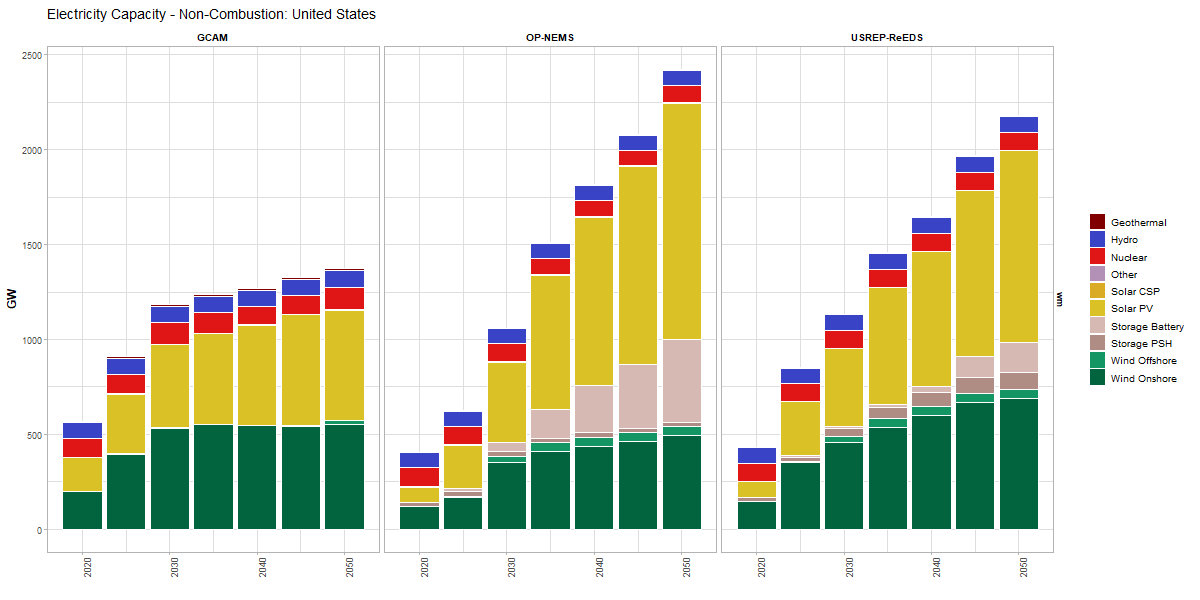 Electricity Capacity - Non-Combustion: United States
GCAM
OP-NEMS
USREP-ReEDS
2500
2000
1500
1000
500
0
GW
2020
2030
2040
2050
2020
2030
2040
2050
2020
2030
2040
2050
wm
Geothermal
Hydro
Nuclear
Other
Solar CSP
Solar PV
Storage Battery
Storage PSH
Wind Offshore
Wind Onshore